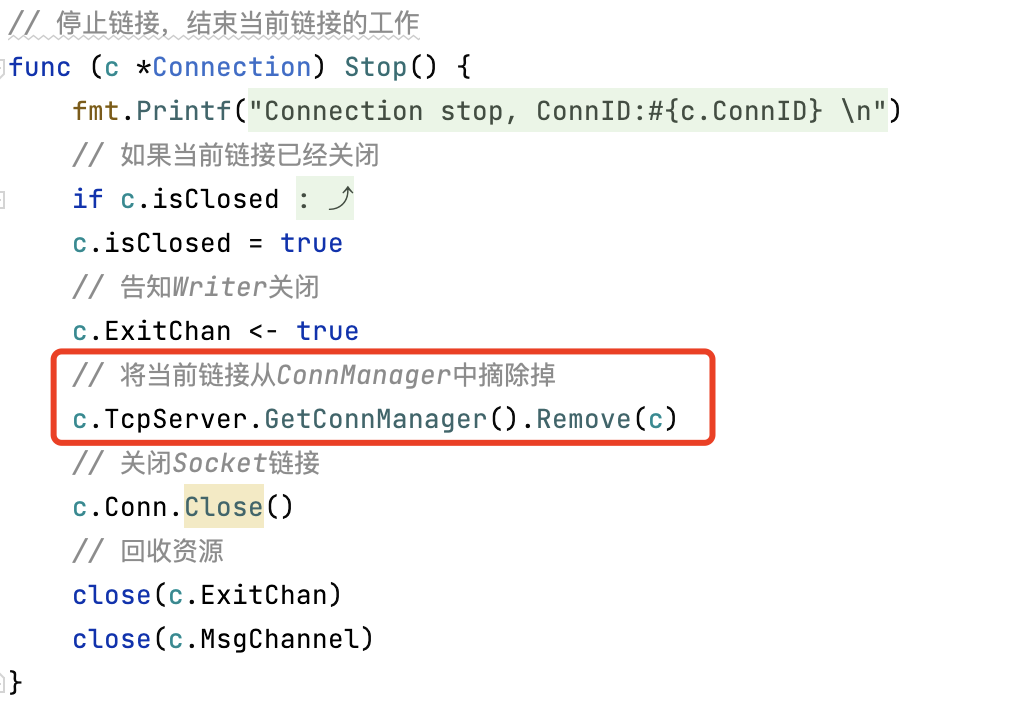 // 停止链接，结束当前链接的工作
func (c *Connection) Stop() {
fmt.Printf("Connection stop, ConnID:#{c.ConnID} \n")
// 如果当前链接已经关闭
if c.isClosed : ⤴
c.isClosed = true
// 告知Writer关闭
c.ExitChan <- true
// 将当前链接从ConnManager中摘除掉
c.TcpServer.GetConnManager().Remove(c)
// 关闭Socket链接
c.Conn.Close()
// 回收资源
close(c.ExitChan)
close(c.MsgChannel)
}